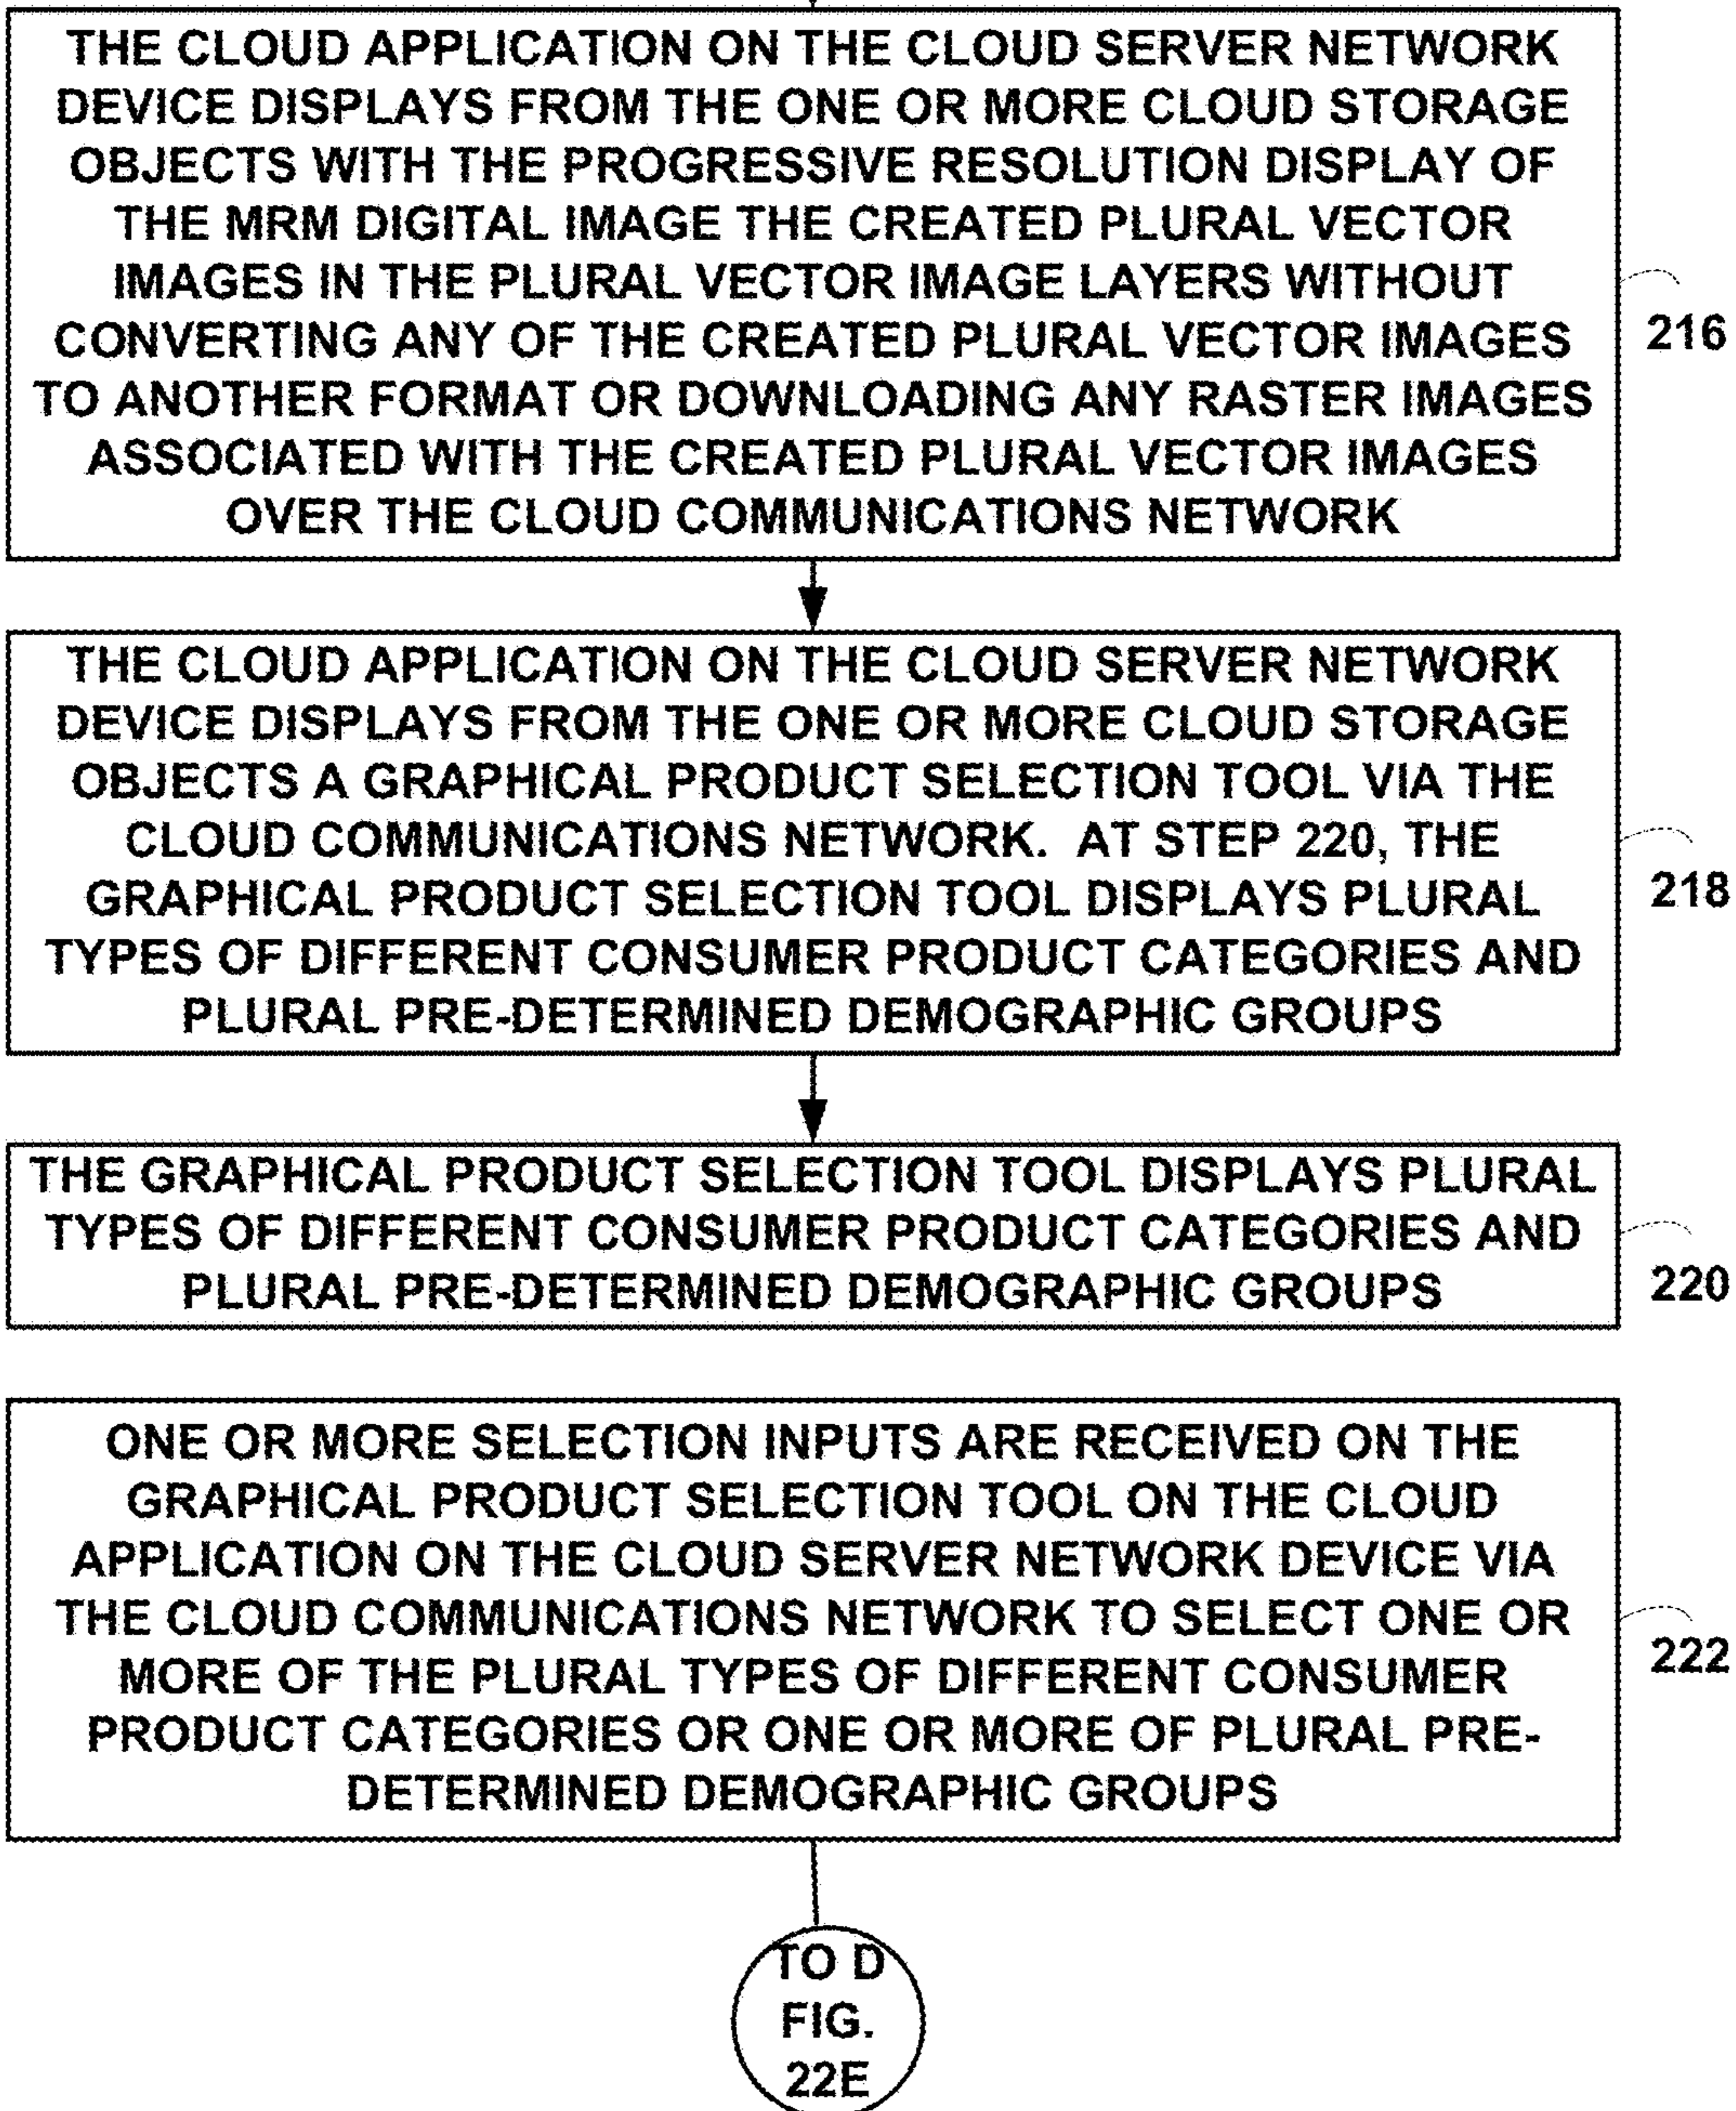 THE CLOUD APPLICATION ON THE CLOUD SERVER NETWORK
DEVICE DISPLAYS FROM THE ONE OR MORE CLOUD STORAGE
OBJECTS WITH THE PROGRESSIVE RESOLUTION DISPLAY OF
THE MRM DIGITAL IMAGE THE CREATED PLURAL VECTOR
IMAGES IN THE PLURAL VECTOR IMAGE LAYERS WITHOUT
CONVERTING ANY OF THE CREATED PLURAL VECTOR IMAGES
TO ANOTHER FORMAT OR DOWNLOADING ANY RASTER IMAGES
ASSOCIATED WITH THE CREATED PLURAL VECTOR IMAGES
OVER THE CLOUD COMMUNICATIONS NETWORK
216
THE CLOUD APPLICATION ON THE CLOUD SERVER NETWORK
DEVICE DISPLAYS FROM THE ONE OR MORE CLOUD STORAGE
OBJECTS A GRAPHICAL PRODUCT SELECTION TOOL VIA THE
CLOUD COMMUNICATIONS NETWORK.  AT STEP 220, THE
GRAPHICAL PRODUCT SELECTION TOOL DISPLAYS PLURAL
TYPES OF DIFFERENT CONSUMER PRODUCT CATEGORIES AND
PLURAL PRE-DETERMINED DEMOGRAPHIC GROUPS
218
THE GRAPHICAL PRODUCT SELECTION TOOL DISPLAYS PLURAL
TYPES OF DIFFERENT CONSUMER PRODUCT CATEGORIES AND
PLURAL PRE-DETERMINED DEMOGRAPHIC GROUPS
220
ONE OR MORE SELECTION INPUTS ARE RECEIVED ON THE
GRAPHICAL PRODUCT SELECTION TOOL ON THE CLOUD
APPLICATION ON THE CLOUD SERVER NETWORK DEVICE VIA
THE CLOUD COMMUNICATIONS NETWORK TO SELECT ONE OR
MORE OF THE PLURAL TYPES OF DIFFERENT CONSUMER
PRODUCT CATEGORIES OR ONE OR MORE OF PLURAL PRE-
DETERMINED DEMOGRAPHIC GROUPS
222
TO D
FIG.
22E